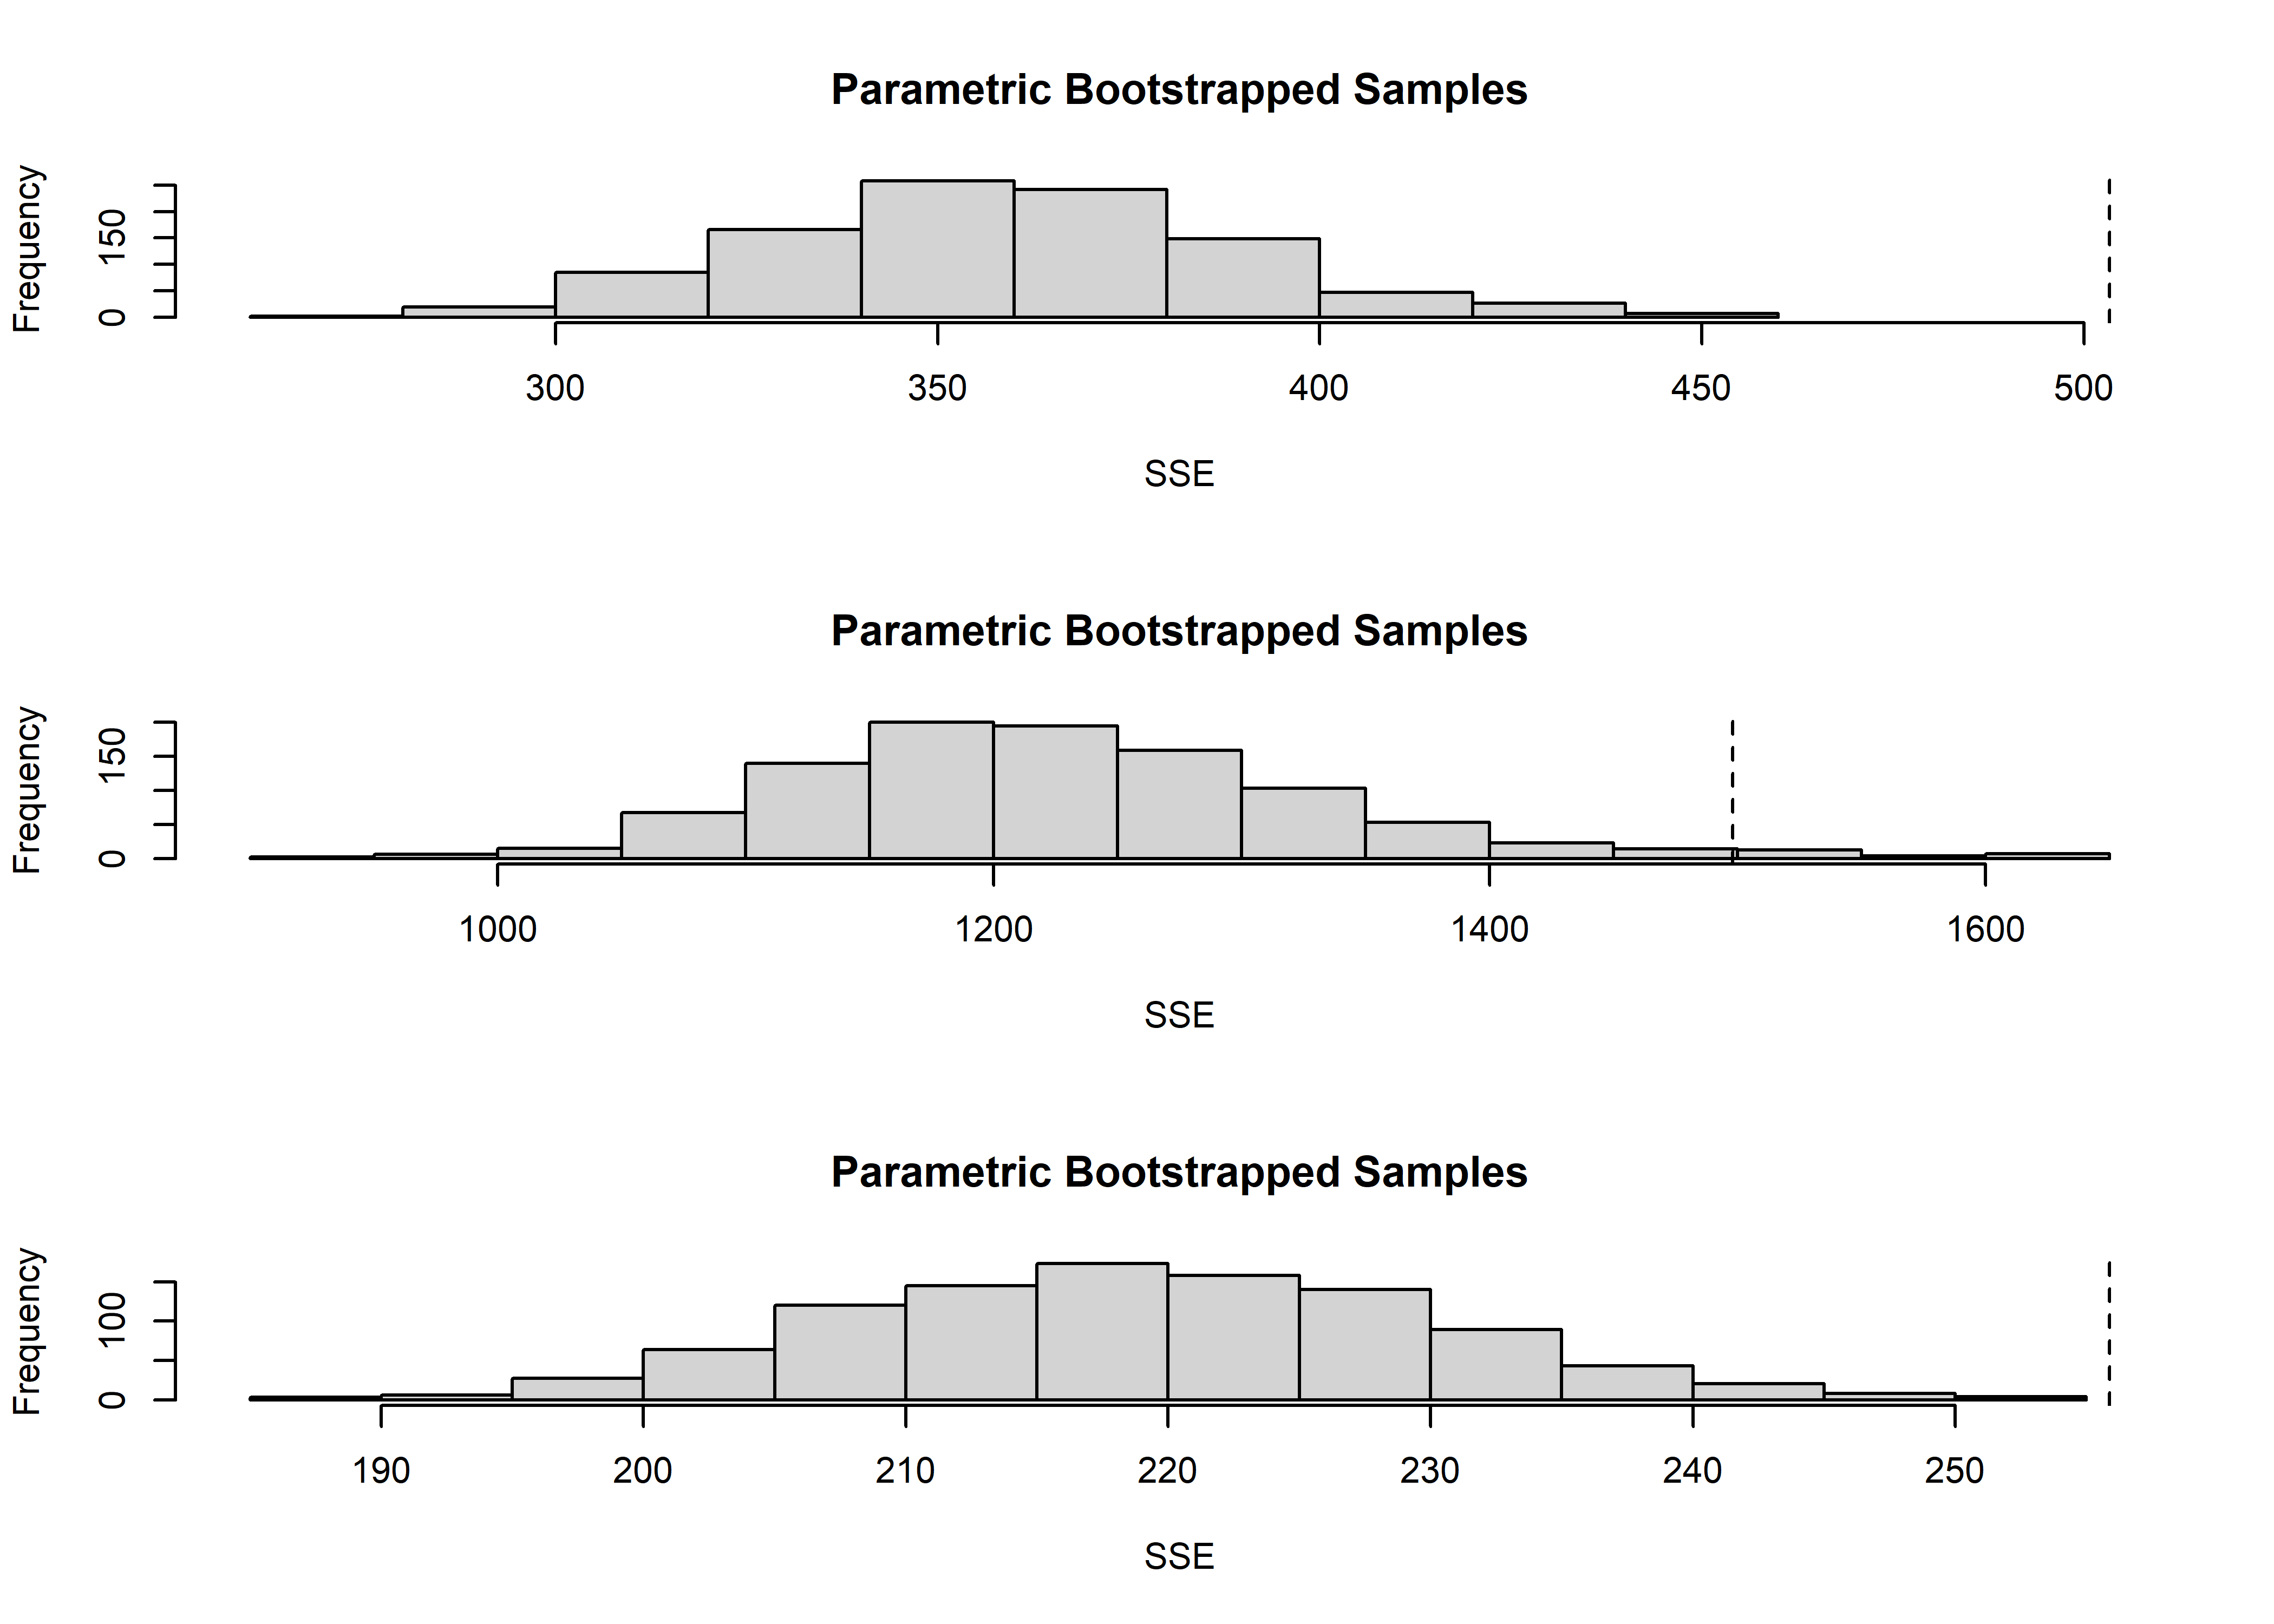 Parametric Bootstrapped Samples
Frequency
0 150
300 350 400 450 500
SSE
Parametric Bootstrapped Samples
Frequency
0 150
1000 1200 1400 1600
SSE
Parametric Bootstrapped Samples
Frequency
0 100
190 200 210 220 230 240 250
SSE